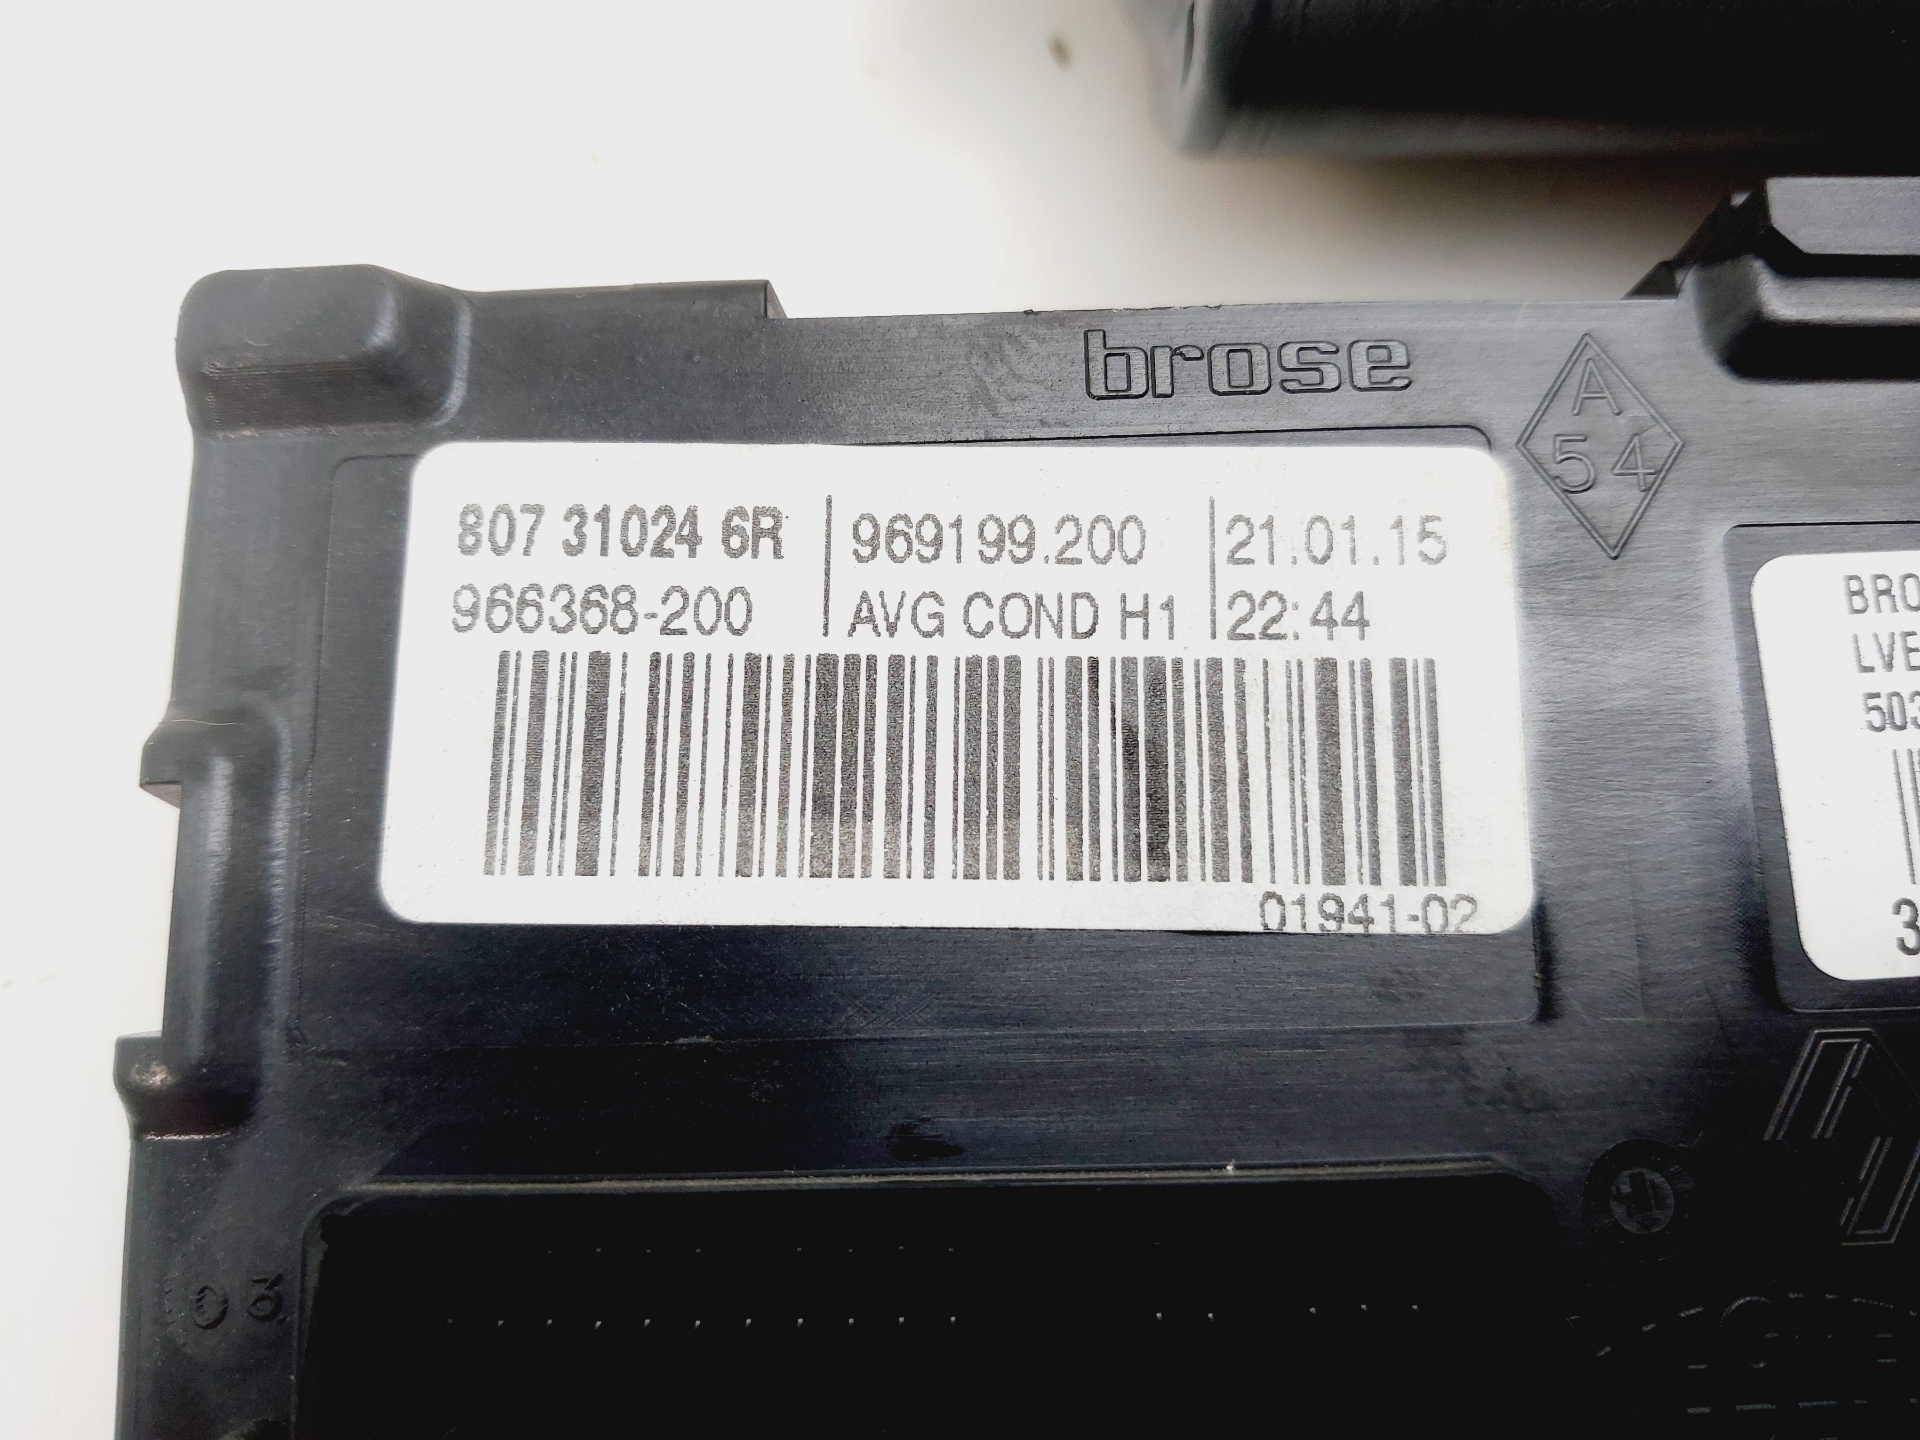 brose
A
54
807 31024 6R 969199.200 21.01.15
966368-200 AVG COND H1 22:44
01941-02
BRO
LVE
503
3
03